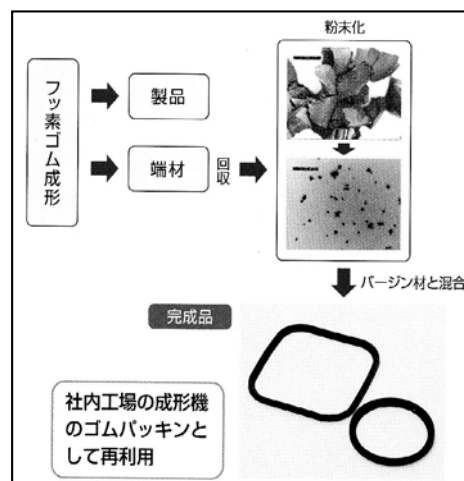 粉末化
フッ素ゴム成形
製品
端材
回収
バージン材と混合
完成品
社内工場の成形機
のゴムパッキンと
して再利用